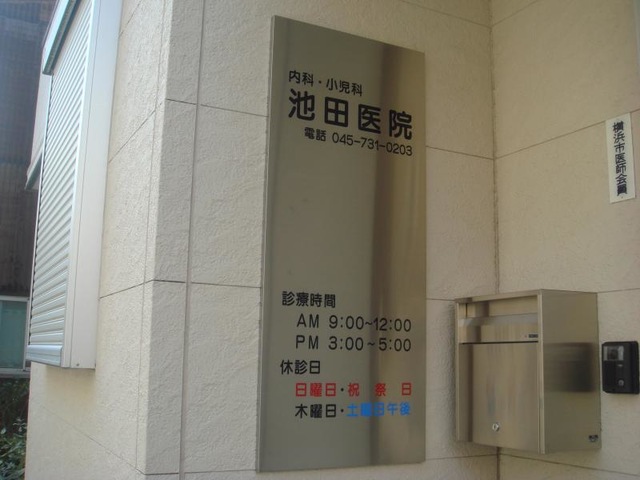 内科・小児科
池田医院
電話 045-731-0203
診療時間
AM 9:00~12:00
PM 3:00~5:00
休診日
日曜日・祝祭日
木曜日・土曜日午後
横浜市医師会員